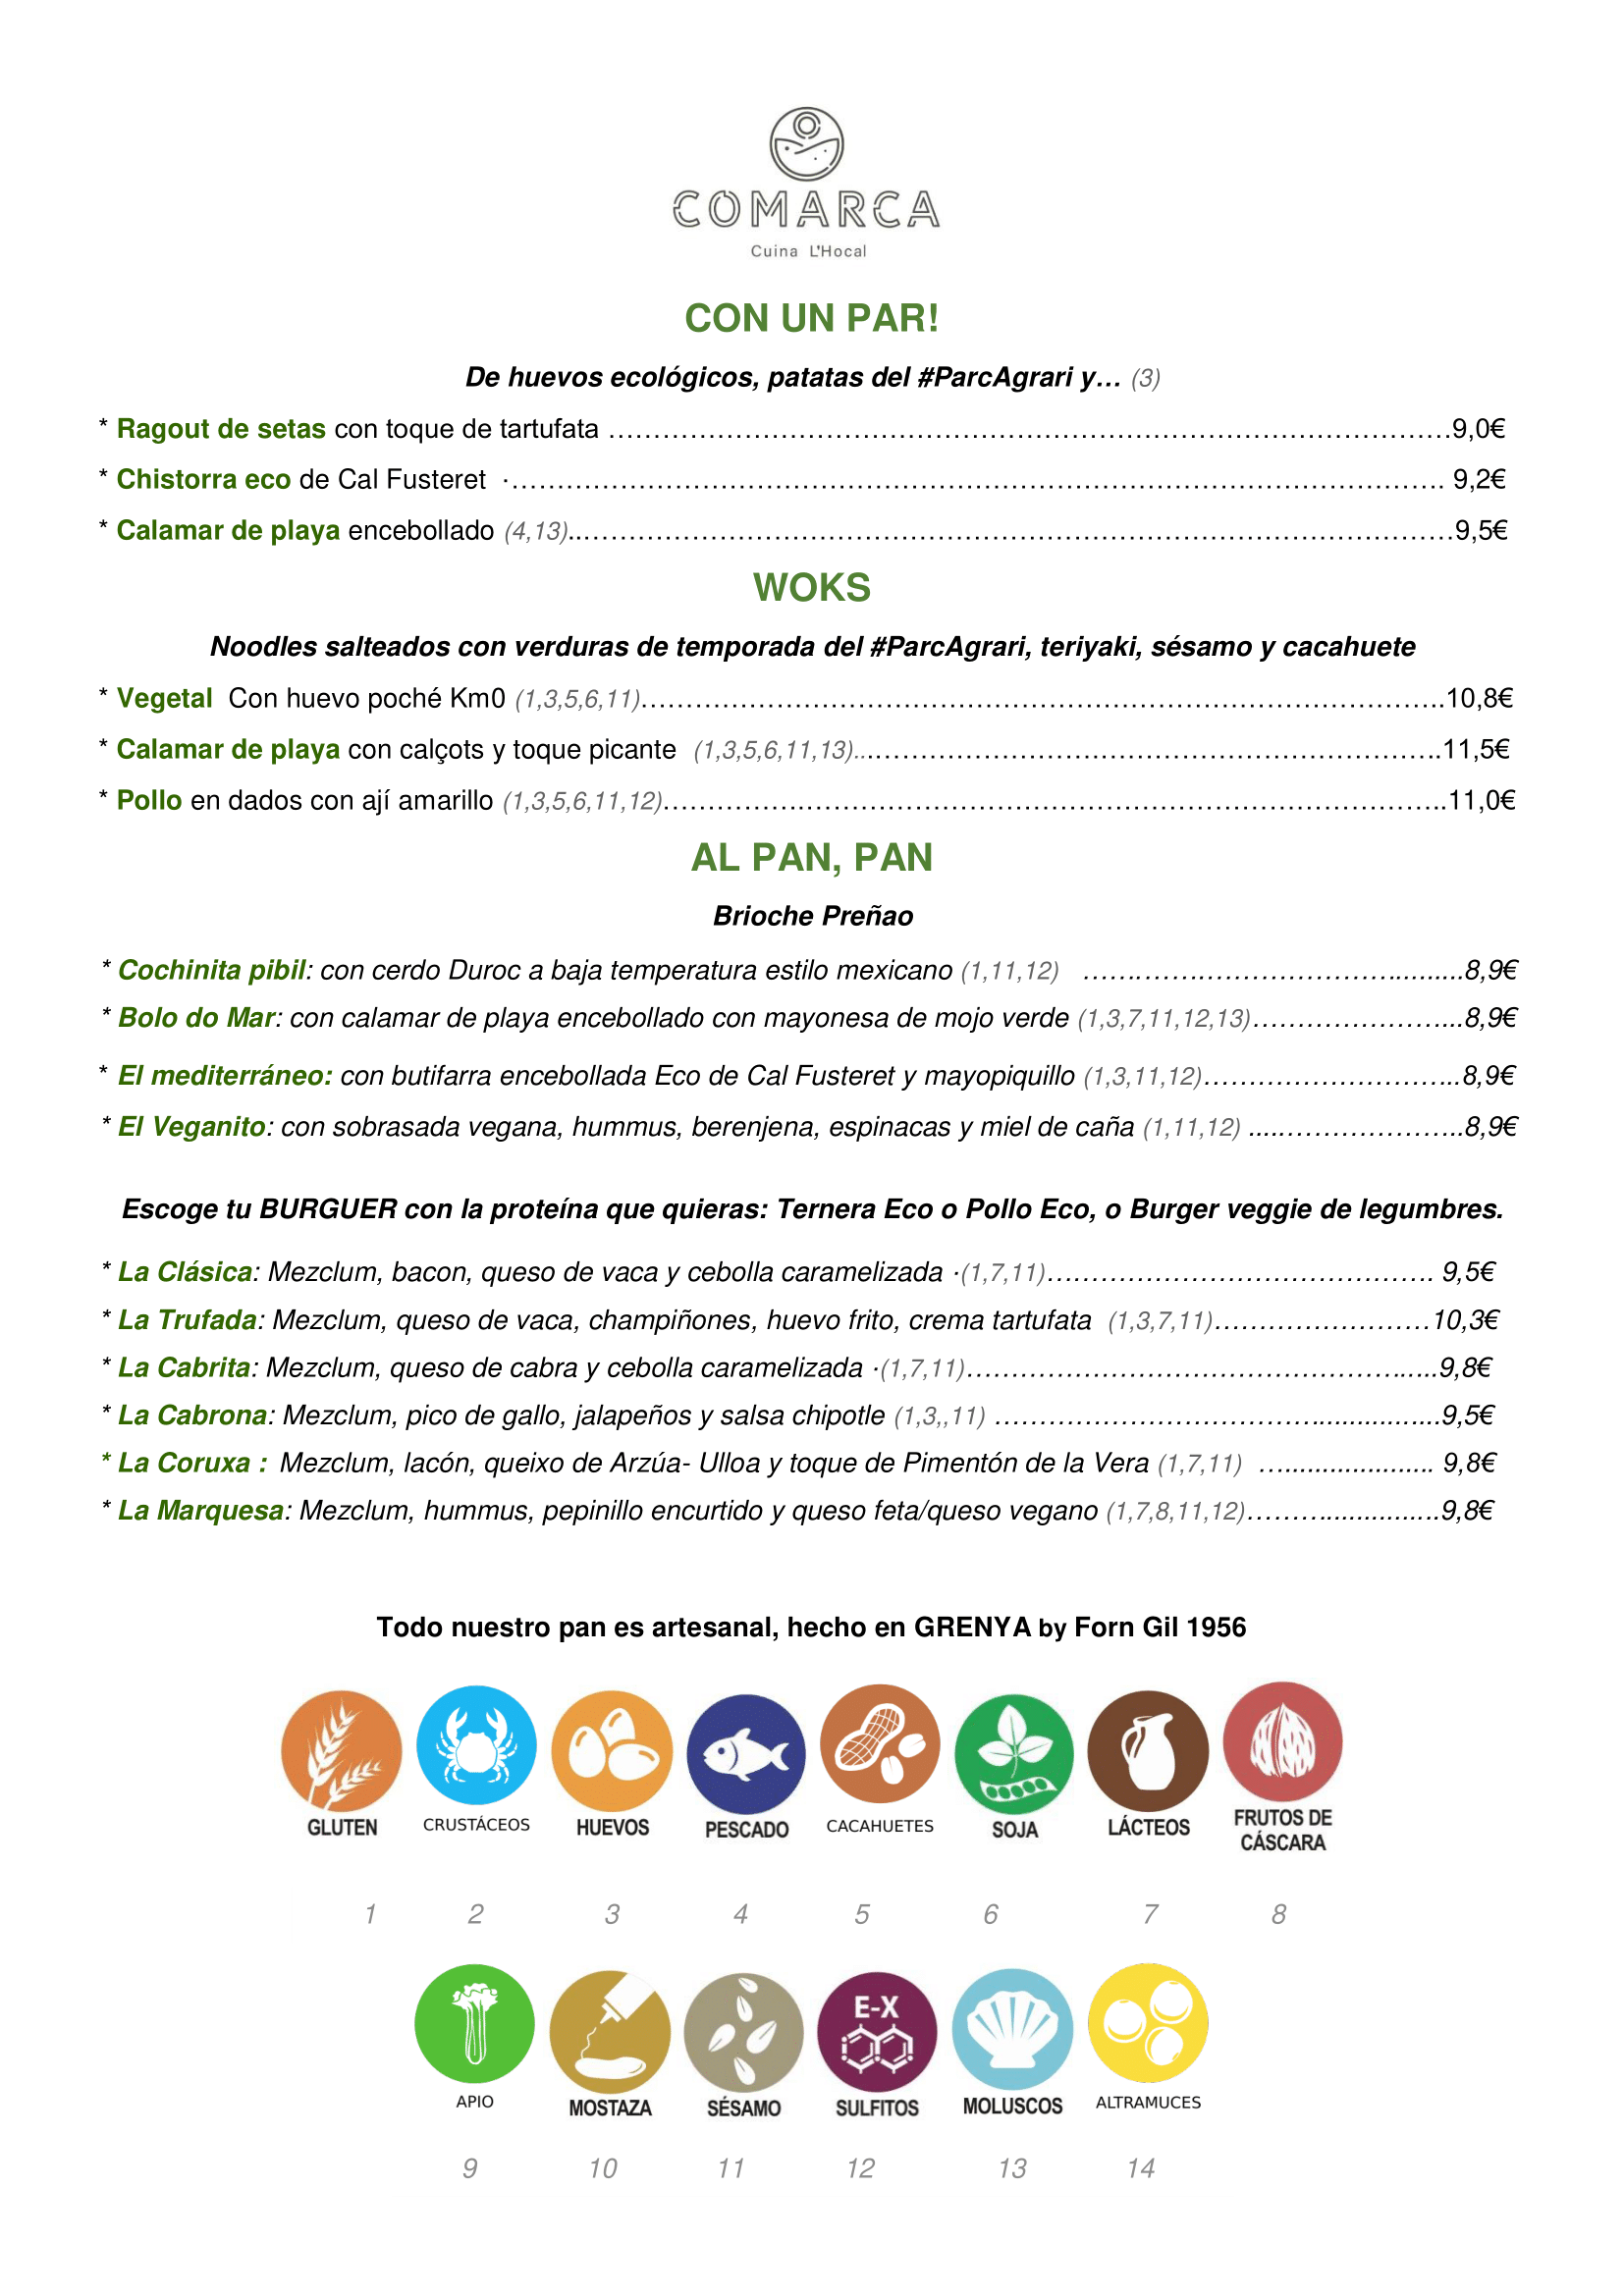 COMARCA
Cuina L'Hocal
CON UN PAR!
De huevos ecológicos, patatas del #ParcAgrari y… (3)
* Ragout de setas con toque de tartufata ……………………………………………………………………………9,0€
* Chistorra eco de Cal Fusteret ·…………………………………………………………………………………… 9,2€
* Calamar de playa encebollado (4,13)..………………………………………………………………………………9,5€
WOKS
Noodles salteados con verduras de temporada del #ParcAgrari, teriyaki, sésamo y cacahuete
* Vegetal Con huevo poché Km0 (1,3,5,6,11)……………………………………………………………………….10,8€
* Calamar de playa con calçots y toque picante (1,3,5,6,11,13)..………………………………………………….11,5€
* Pollo en dados con ají amarillo (1,3,5,6,11,12)…………………………………………………………………….11,0€
AL PAN, PAN
Brioche Preñao
* Cochinita pibil: con cerdo Duroc a baja temperatura estilo mexicano (1,11,12) …………………………….........8,9€
* Bolo do Mar: con calamar de playa encebollado con mayonesa de mojo verde (1,3,7,11,12,13)…………………...8,9€
* El mediterráneo: con butifarra encebollada Eco de Cal Fusteret y mayopiquillo (1,3,11,12)……………………..8,9€
* El Veganito: con sobrasada vegana, hummus, berenjena, espinacas y miel de caña (1,11,12) ....………………..8,9€
Escoge tu BURGUER con la proteína que quieras: Ternera Eco o Pollo Eco, o Burger veggie de legumbres.
* La Clásica: Mezclum, bacon, queso de vaca y cebolla caramelizada ·(1,7,11)…………………………………. 9,5€
* La Trufada: Mezclum, queso de vaca, champiñones, huevo frito, crema tartufata (1,3,7,11)……………………10,3€
* La Cabrita: Mezclum, queso de cabra y cebolla caramelizada ·(1,7,11)………………………………………......9,8€
* La Cabrona: Mezclum, pico de gallo, jalapeños y salsa chipotle (1,3,,11) ……………………………...............9,5€
* La Coruxa : Mezclum, lacón, queixo de Arzúa- Ulloa y toque de Pimentón de la Vera (1,7,11) …................... 9,8€
* La Marquesa: Mezclum, hummus, pepinillo encurtido y queso feta/queso vegano (1,7,8,11,12)………...............9,8€
Todo nuestro pan es artesanal, hecho en GRENYA by Forn Gil 1956
GLUTEN CRUSTÁCEOS HUEVOS PESCADO CACAHUETES SOJA LÁCTEOS FRUTOS DE CÁSCARA
1 2 3 4 5 6 7 8
E-X
APIO MOSTAZA SÉSAMO SULFITOS MOLUSCOS ALTRAMUCES
9 10 11 12 13 14